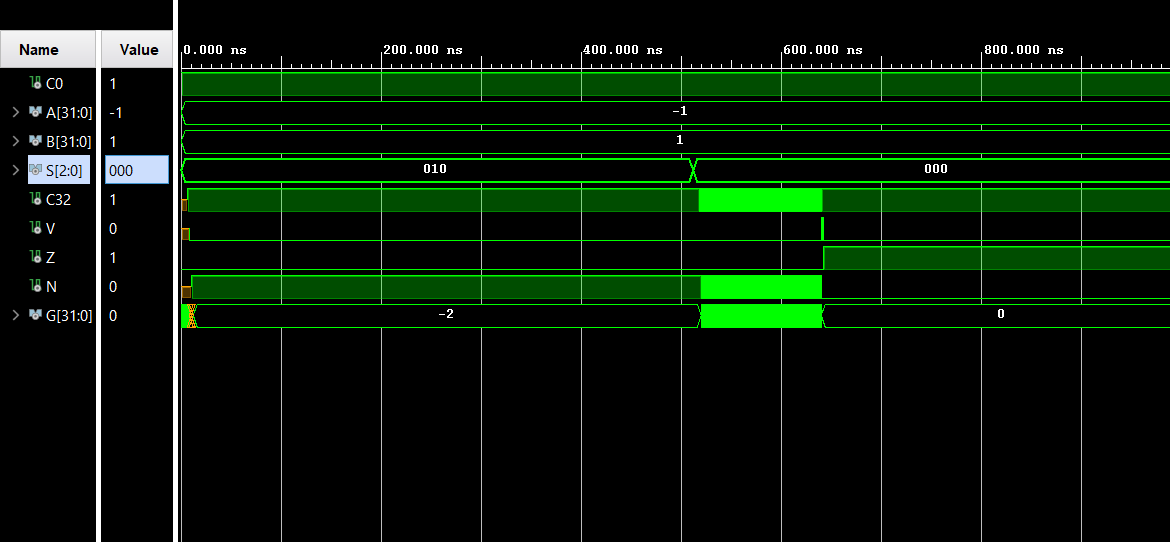 Name Value
0.000 ns 200.000 ns 400.000 ns 600.000 ns 800.000 ns
C0 1
A[31:0] -1 -1
B[31:0] 1 1
S[2:0] 000 010 000
C32 1
V 0
Z 1
N 0
G[31:0] 0 -2 0